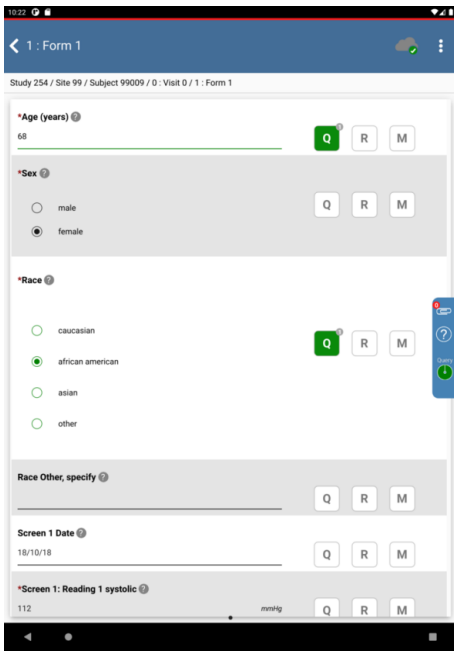 10:22
1 : Form 1
Study 254 / Site 99 / Subject 99009 / 0 : Visit 0 / 1 : Form 1
*Age (years) ?
68
Q R M
*Sex ?
Q R M
male
female
*Race ?
caucasian
Q R M
african american
asian
other
0
?
Query
Race Other, specify ?
Q R M
Screen 1 Date ?
18/10/18
Q R M
*Screen 1: Reading 1 systolic ?
112 mmHg Q R M